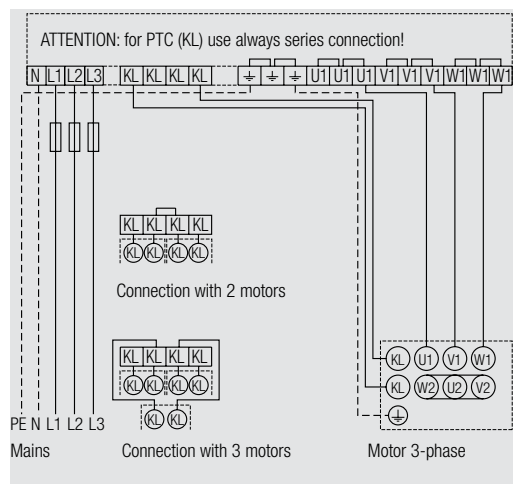 ATTENTION: for PTC (KL) use always series connection!
N L1 L2 L3 KL KL KL KL U1 U1 U1 V1 V1 V1 W1 W1 W1
KL KL KL KL
KL KL KL KL
Connection with 2 motors
KL KL KL KL
KL KL KL KL
KL KL
KL U1 V1 W1
KL W2 U2 V2
PE N L1 L2 L3
Mains
Connection with 3 motors
Motor 3-phase